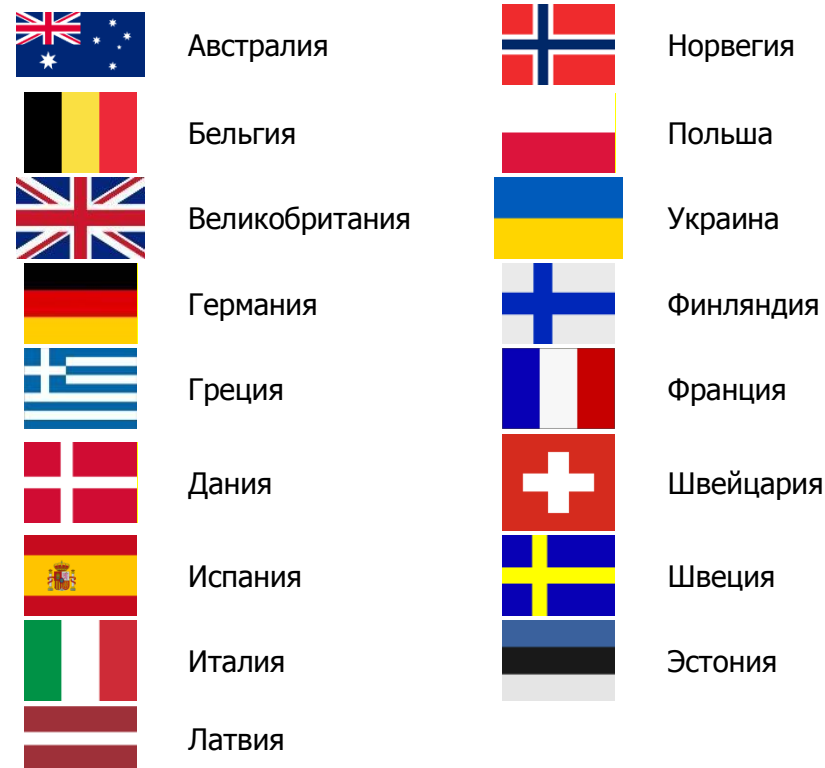 Австралия
Бельгия
Великобритания
Германия
Греция
Дания
Испания
Италия
Латвия
Норвегия
Польша
Украина
Финляндия
Франция
Швейцария
Швеция
Эстония